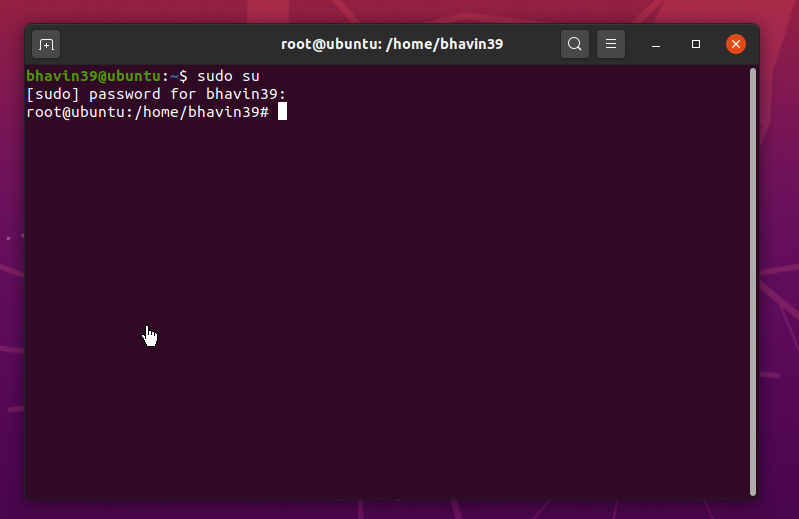 root@ubuntu: /home/bhavin39
bhavin39@ubuntu:~$ sudo su
[sudo] password for bhavin39:
root@ubuntu:/home/bhavin39#